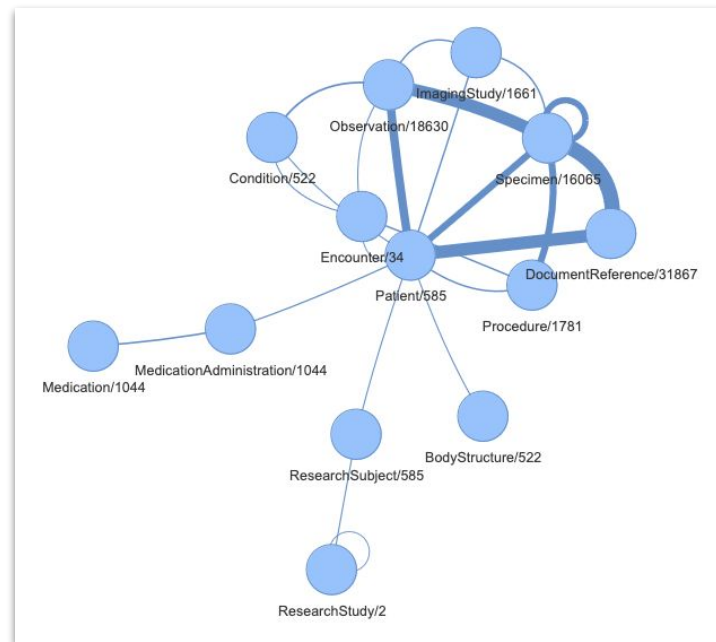 ImagingStudy/1661
Observation/18630
Condition/522
Specimen/16065
Encounter/34
DocumentReference/31867
Patient/585
Procedure/1781
MedicationAdministration/1044
Medication/1044
BodyStructure/522
ResearchSubject/585
ResearchStudy/2